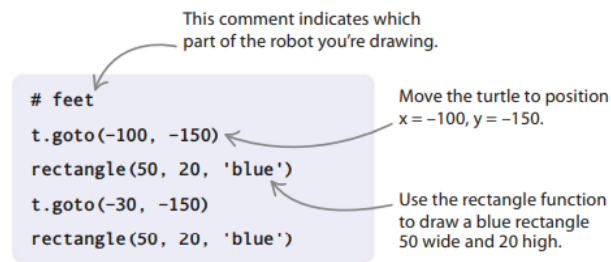 This comment indicates which
part of the robot you're drawing.
# feet
t.goto(-100, -150)
rectangle(50, 20, 'blue')
t.goto(-30, -150)
rectangle(50, 20, 'blue')
Move the turtle to position
x = –100, y = –150.
Use the rectangle function
to draw a blue rectangle
50 wide and 20 high.